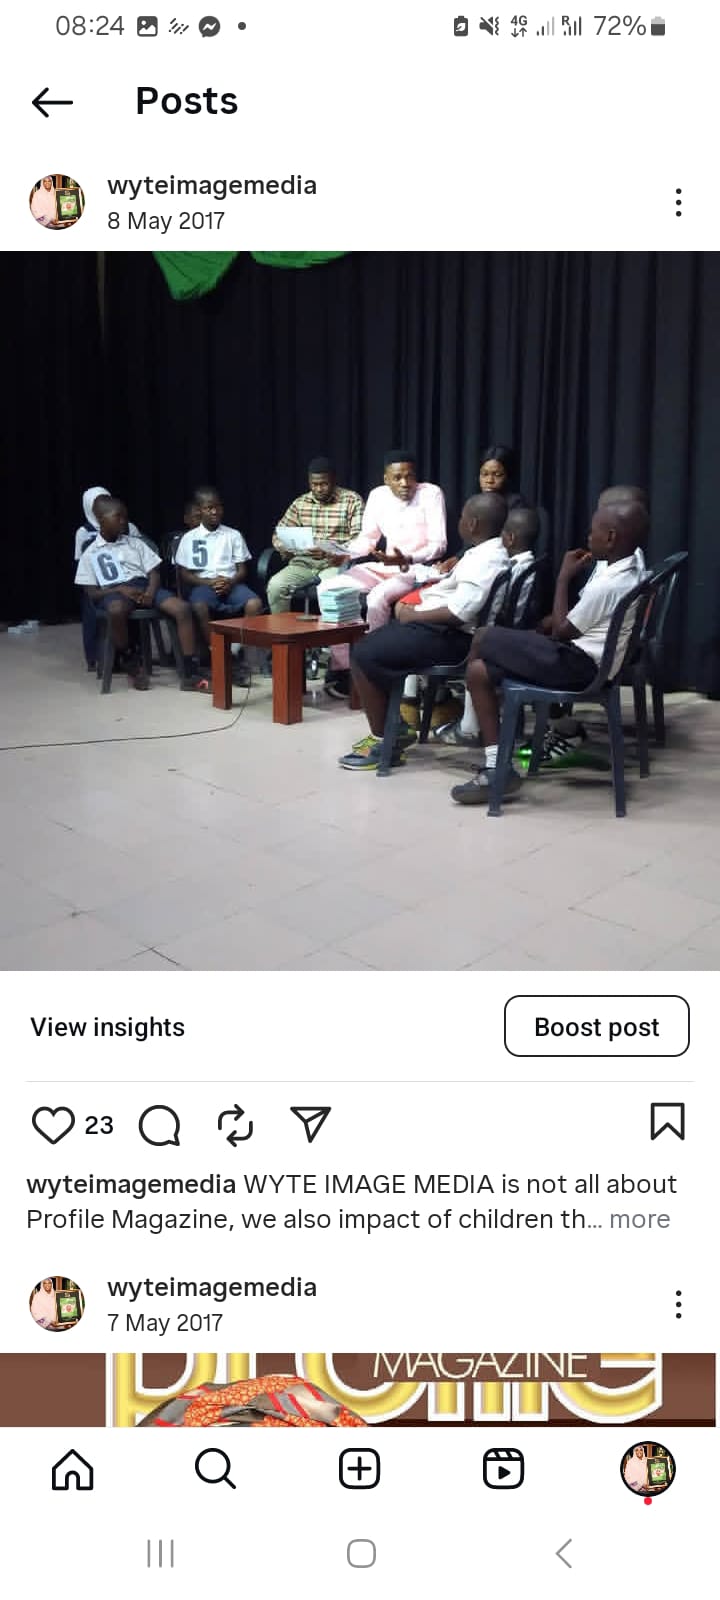 08:24
4G
R
72%
Posts
wyteimagemedia
8 May 2017
6
5
View insights
Boost post
23
wyteimagemedia WYTE IMAGE MEDIA is not all about
Profile Magazine, we also impact of children th... more
wyteimagemedia
7 May 2017
MAGAZINE